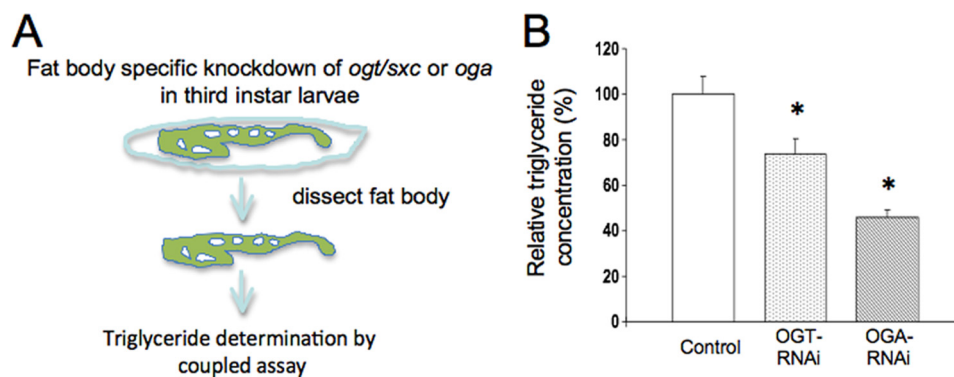 A
Fat body specific knockdown of ogt/sxc or oga
in third instar larvae
dissect fat body
Triglyceride determination by
coupled assay
B
Relative triglyceride
concentration (%)
120
100
80
60
40
20
0
*
*
Control
OGT-
RNAi
OGA-
RNAi